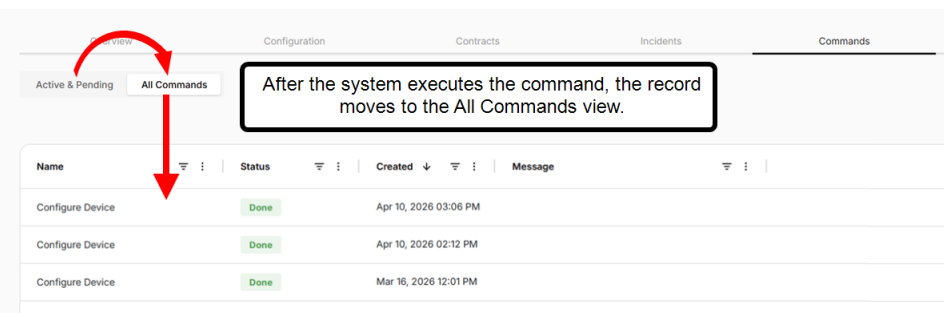 Overview Configuration Contracts Incidents Commands
Active & Pending All Commands
After the system executes the command, the record
moves to the All Commands view.
Name Status Created Message
Configure Device Done Apr 10, 2026 03:06 PM
Configure Device Done Apr 10, 2026 02:12 PM
Configure Device Done Mar 16, 2026 12:01 PM